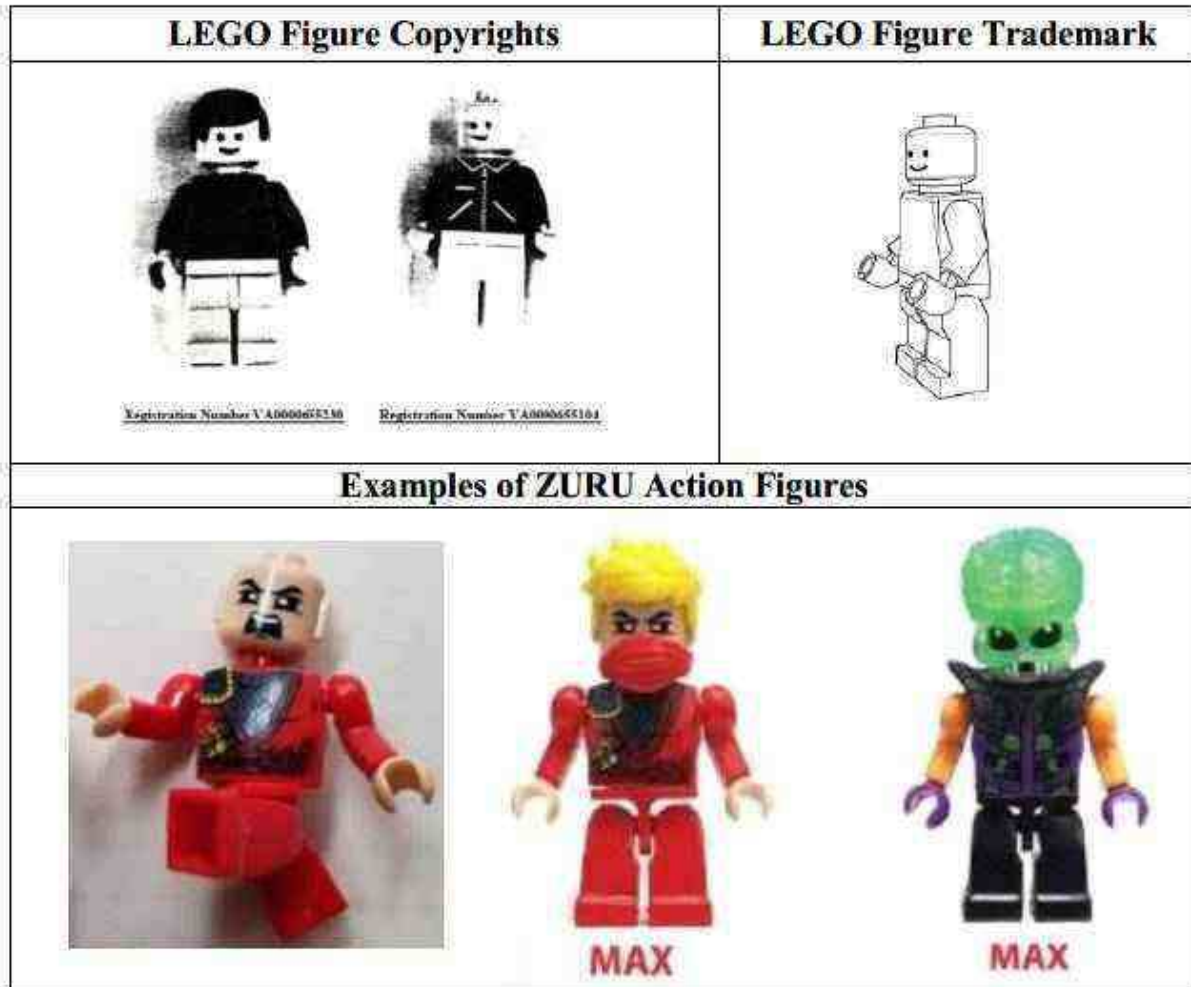 LEGO Figure Copyrights
LEGO Figure Trademark
Registration Number VA0000655230
Registration Number VA0000655104
Examples of ZURU Action Figures
MAX
MAX